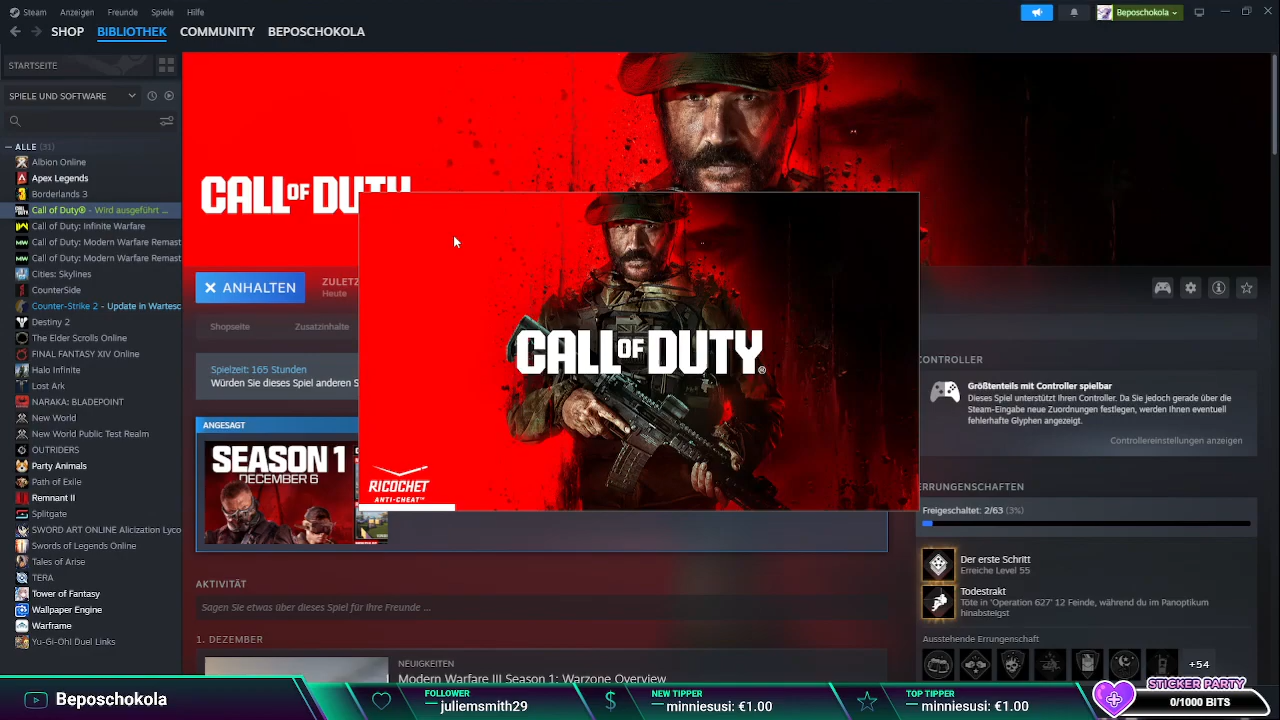 Steam Anzeigen Freunde Spiele Hilfe
Beposchokola
SHOP BIBLIOTHEK COMMUNITY BEPOSCHOKOLA
STARTSEITE
SPIELE UND SOFTWARE
ALLE (31)
Albion Online
Apex Legends
Borderlands 3
Call of Duty® - Wird ausgeführt ...
Call of Duty: Infinite Warfare
Call of Duty: Modern Warfare Remast
Call of Duty: Modern Warfare Remast
Cities: Skylines
CounterSide
Counter-Strike 2 - Update in Wartesc
Destiny 2
The Elder Scrolls Online
FINAL FANTASY XIV Online
Halo Infinite
Lost Ark
NARAKA: BLADEPOINT
New World
New World Public Test Realm
OUTRIDERS
Party Animals
Path of Exile
Remnant II
Splitgate
SWORD ART ONLINE Alicization Lyco
Swords of Legends Online
Tales of Arise
TERA
Tower of Fantasy
Wallpaper Engine
Warframe
Yu-Gi-Oh! Duel Links
CALL OF DUTY
ANHALTEN
ZULETZ
Heute
Shopseite Zusatzinhalte
Spielzeit: 165 Stunden
Würden Sie dieses Spiel anderen S
ANGESAGT
SEASON 1
DECEMBER 6
CALL OF DUTY®
RICOCHET
ANTI-CHEAT™
AKTIVITÄT
Sagen Sie etwas über dieses Spiel für Ihre Freunde ...
1. DEZEMBER
NEUIGKEITEN
Modern Warfare III Season 1: Warzone Overview
CONTROLLER
Größtenteils mit Controller spielbar
Dieses Spiel unterstützt Ihren Controller. Da Sie jedoch gerade über die
Steam-Eingabe neue Zuordnungen festlegen, werden Ihnen eventuell
fehlerhafte Glyphen angezeigt.
Controllereinstellungen anzeigen
ERRUNGENSCHAFTEN
Freigeschaltet: 2/63 (3%)
Der erste Schritt
Erreiche Level 55
Todestrakt
Töte in 'Operation 627' 12 Feinde, während du im Panoptikum
hinabsteigst
Ausstehende Errungenschaft
+54
Beposchokola
FOLLOWER
juliemsmith29
NEW TIPPER
minniesusi: €1.00
TOP TIPPER
minniesusi: €1.00
STICKER PARTY
0/1000 BITS